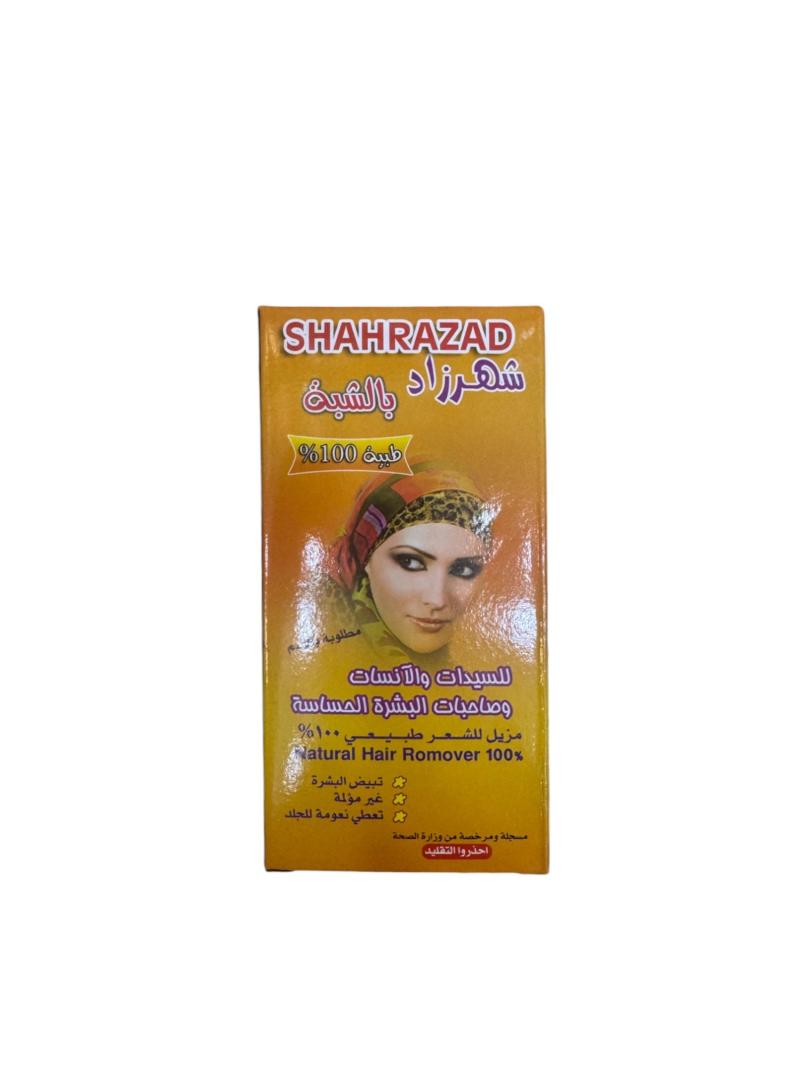 SHAHRAZAD
شهرزاد
بالشبة
طبية 100%
مطلوبة
للسيدات والآنسات
وصاحبات البشرة الحساسة
مزيل للشعر طبيعي ١٠٠%
Natural Hair Romover 100%
تبيض البشرة
غير مؤلمة
تعطي نعومة للجلد
مسجلة ومرخصة من وزارة الصحة
احذروا التقليد